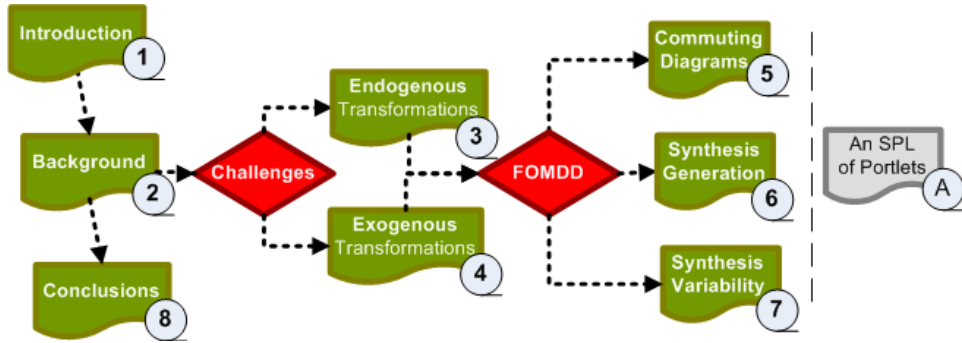 Introduction
1
Background
2
Conclusions
8
Challenges
Endogenous
Transformations
3
Exogenous
Transformations
4
FOMDD
Commuting
Diagrams
5
Synthesis
Generation
6
Synthesis
Variability
7
An SPL
of Portlets
A